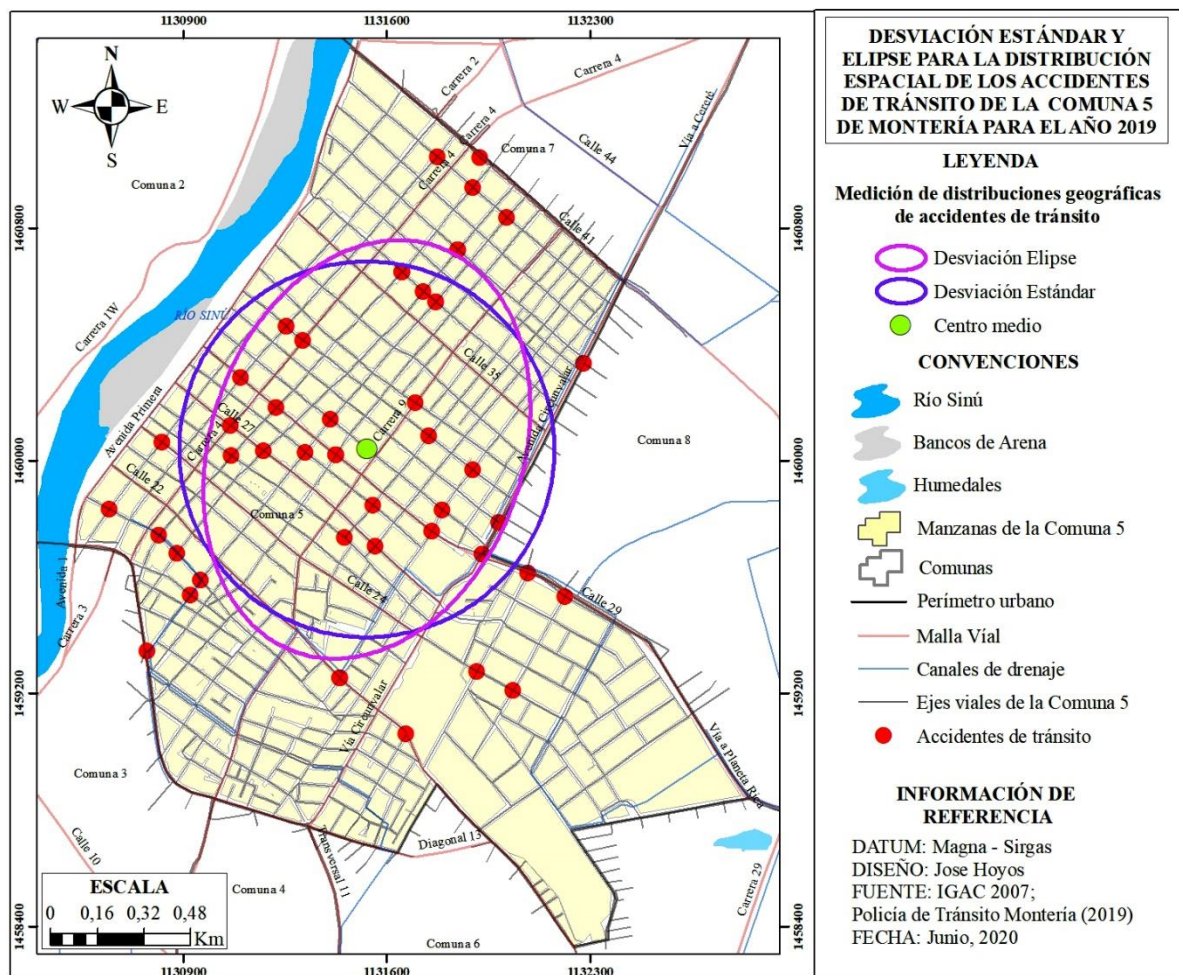 1130900
1131600
1132300
N
W
E
S
Comuna 2
Carrera 2
Carrera 4
Carrera 4
Carrera 4
Comuna 7
Calle 44
Vía a Cereté
Calle 41
1460800
1460800
Carrera 1W
RÍO SINÚ
Calle 35
Avenida Circunvalar
Avenida Primera
Calle 27
Carrera 4
Carrera 9
Comuna 8
1460000
1460000
Calle 22
Comuna 5
Avenida 1
Carrera 3
Calle 24
Calle 29
1459200
1459200
Vía Circunvalar
Vía a Planeta Rica
Comuna 3
Calle 10
Diagonal 13
Transversal 11
Comuna 4
Carrera 29
Comuna 6
ESCALA
0 0,16 0,32 0,48
Km
1458400
1458400
1130900
1131600
1132300
DESVIACIÓN ESTÁNDAR Y
ELIPSE PARA LA DISTRIBUCIÓN
ESPACIAL DE LOS ACCIDENTES
DE TRÁNSITO DE LA COMUNA 5
DE MONTERÍA PARA EL AÑO 2019
LEYENDA
Medición de distribuciones geográficas
de accidentes de tránsito
Desviación Elipse
Desviación Estándar
Centro medio
CONVENCIONES
Río Sinú
Bancos de Arena
Humedales
Manzanas de la Comuna 5
Comunas
Perímetro urbano
Malla Víal
Canales de drenaje
Ejes viales de la Comuna 5
Accidentes de tránsito
INFORMACIÓN DE
REFERENCIA
DATUM: Magna - Sirgas
DISEÑO: Jose Hoyos
FUENTE: IGAC 2007;
Policía de Tránsito Montería (2019)
FECHA: Junio, 2020